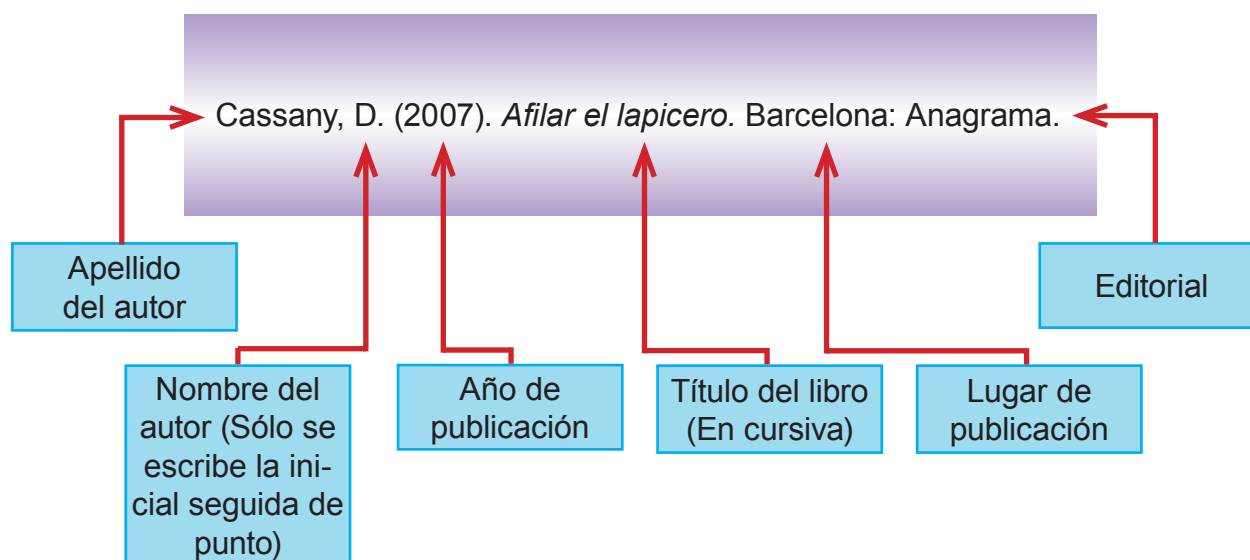 Cassany, D. (2007). Afilar el lapicero. Barcelona: Anagrama.
Apellido
del autor
Editorial
Nombre del
autor (Sólo se
escribe la ini-
cial seguida de
punto)
Año de
publicación
Título del libro
(En cursiva)
Lugar de
publicación